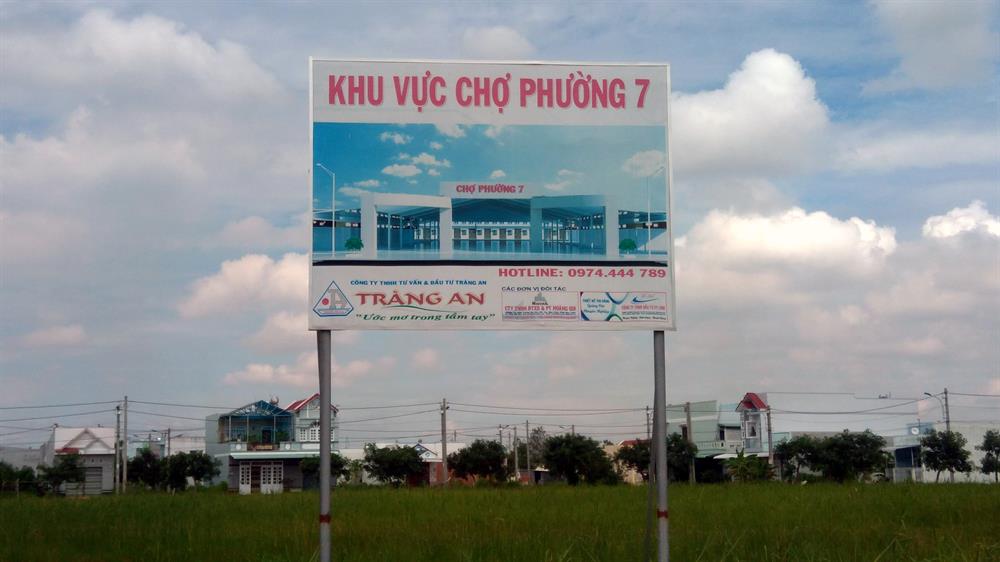 KHU VỰC CHỢ PHƯỜNG 7
CHỢ PHƯỜNG 7
HOTLINE: 0974.444 789
CÔNG TY TNHH TƯ VẤN & ĐẦU TƯ TRÀNG AN
TRÀNG AN
"Ước mơ trong tầm tay"
CÁC ĐƠN VỊ ĐỐI TÁC